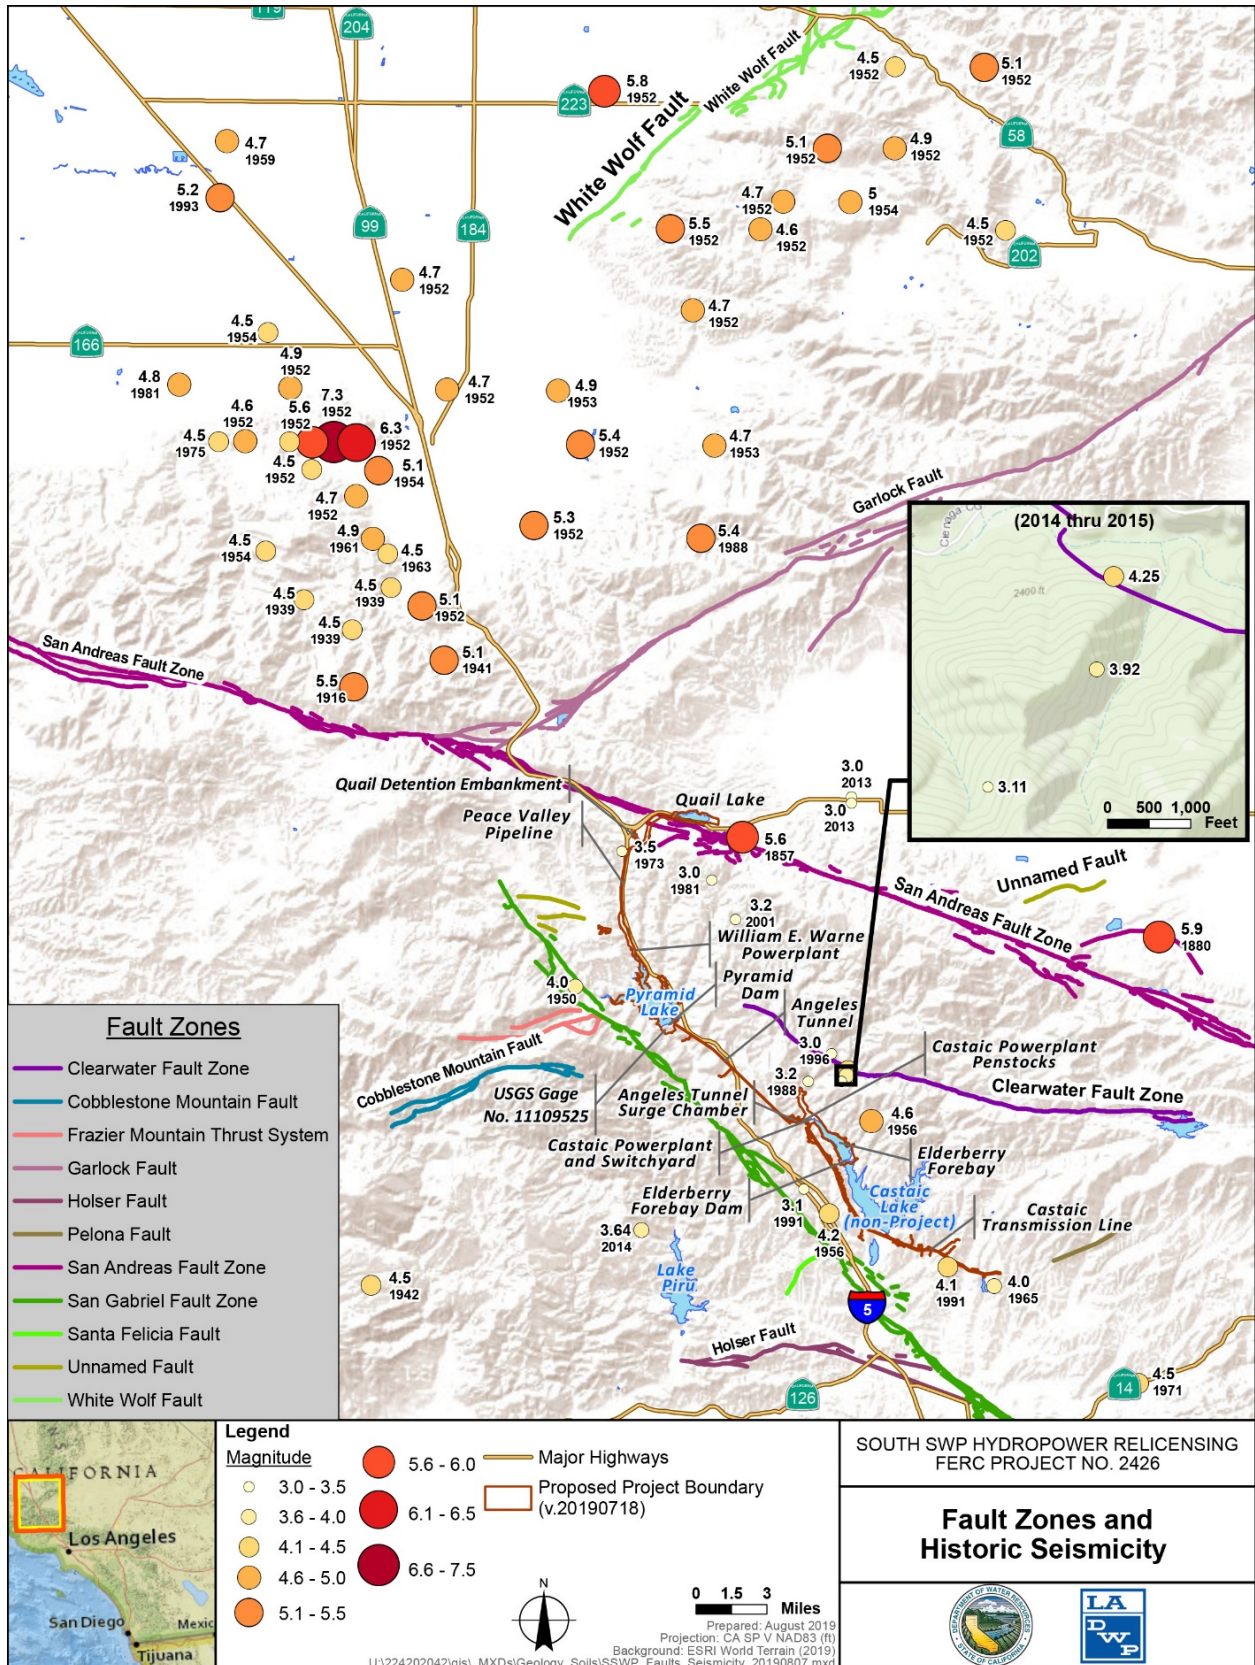 119
204
White Wolf Fault
4.5
1952
5.1
1952
5.8
1952
223
White Wolf Fault
58
4.7
1959
5.1
1952
4.9
1952
5.2
1993
4.7
1952
5
1954
99
184
5.5
1952
4.6
1952
4.5
1952
202
4.7
1952
4.7
1952
4.5
1954
166
4.9
1952
4.8
1981
4.7
1952
4.9
1953
7.3
1952
4.6
1952
5.6
1952
6.3
1952
4.5
1975
5.4
1952
4.7
1953
4.5
1952
5.1
1954
4.7
1952
Garlock Fault
4.9
1961
5.3
1952
5.4
1988
4.5
1954
4.5
1963
4.5
1939
4.5
1939
5.1
1952
4.5
1939
San Andreas Fault Zone
5.1
1941
5.5
1916
(2014 thru 2015)
4.25
2400 ft
3.92
3.11
0 500 1,000
Feet
Quail Detention Embankment
Peace Valley
Pipeline
Quail Lake
3.0
2013
3.0
2013
3.5
1973
5.6
1857
3.0
1981
Unnamed Fault
San Andreas Fault Zone
3.2
2001
5.9
1880
William E. Warne
Powerplant
Pyramid
Dam
4.0
1950
Pyramid
Lake
Angeles
Tunnel
3.0
1996
Castaic Powerplant
Penstocks
Cobblestone Mountain Fault
3.2
1988
Clearwater Fault Zone
USGS Gage
No. 11109525
Angeles Tunnel
Surge Chamber
4.6
1956
Castaic Powerplant
and Switchyard
Elderberry
Forebay
Elderberry
Forebay Dam
3.1
1991
Castaic
Lake
(non-Project)
Castaic
Transmission Line
3.64
2014
4.2
1956
Lake
Piru
4.5
1942
4.1
1991
4.0
1965
5
Holser Fault
126
14
4.5
1971
Fault Zones
Clearwater Fault Zone
Cobblestone Mountain Fault
Frazier Mountain Thrust System
Garlock Fault
Holser Fault
Pelona Fault
San Andreas Fault Zone
San Gabriel Fault Zone
Santa Felicia Fault
Unnamed Fault
White Wolf Fault
CALIFORNIA
Los Angeles
San Diego
Tijuana
Mexic
Legend
Magnitude
3.0 - 3.5
3.6 - 4.0
4.1 - 4.5
4.6 - 5.0
5.1 - 5.5
5.6 - 6.0
6.1 - 6.5
6.6 - 7.5
Major Highways
Proposed Project Boundary
(v.20190718)
N
0 1.5 3
Miles
Prepared: August 2019
Projection: CA SP V NAD83 (ft)
Background: ESRI World Terrain (2019)
U:\224202042\gis\_MXDs\Geology_Soils\SSWP_Faults_Seismicity_20190807.mxd
SOUTH SWP HYDROPOWER RELICENSING
FERC PROJECT NO. 2426
Fault Zones and
Historic Seismicity
DEPARTMENT OF WATER RESOURCES
STATE OF CALIFORNIA
LA
DWP